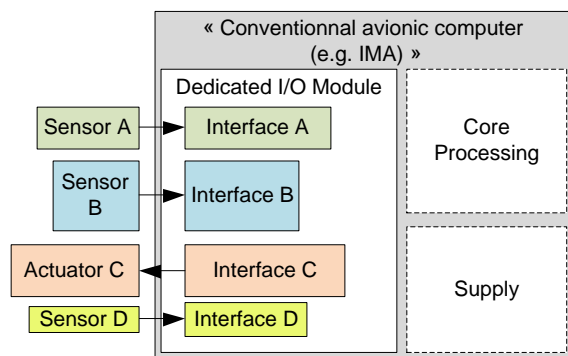 « Conventionnal avionic computer
(e.g. IMA) »
Dedicated I/O Module
Sensor A
Interface A
Sensor
B
Interface B
Actuator C
Interface C
Sensor D
Interface D
Core
Processing
Supply